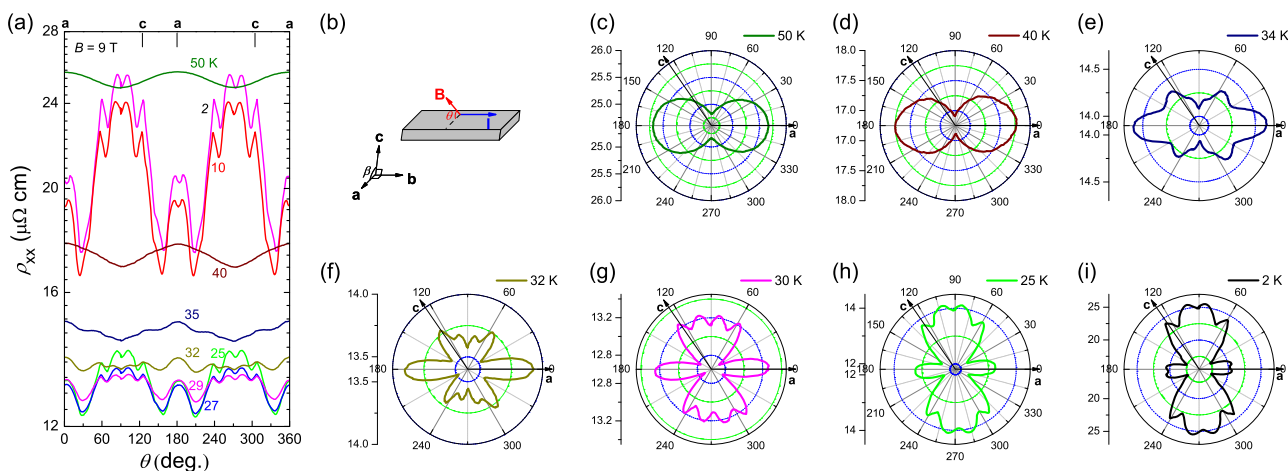 (a)
a c a c a
28
24
20
16
12
B = 9 T
50 K
2
10
40
35
32
25
29
27
ρxx (μΩ cm)
0 60 120 180 240 300 360
θ (deg.)
(b)
B
θ
I
c
β
a
b
(c)
50 K
26.0
25.5
25.0
25.0
25.5
26.0
90
120 60
150 30
180 0
210 330
240 300
270
c
a
(d)
40 K
18.0
17.5
17.0
17.0
17.5
18.0
90
120 60
150 30
180 0
210 330
240 300
270
c
a
(e)
34 K
14.5
14.0
14.0
14.5
120 60
180 0
240 300
c
a
(f)
32 K
14.0
13.5
13.5
14.0
120 60
180 0
240 300
c
a
(g)
30 K
13.2
12.8
12.8
13.2
120 60
180 0
240 300
c
a
(h)
25 K
14
12
12
14
90
120 60
150 30
180 0
210 330
240 300
270
c
a
(i)
2 K
25
20
20
25
120 60
180 0
240 300
c
a